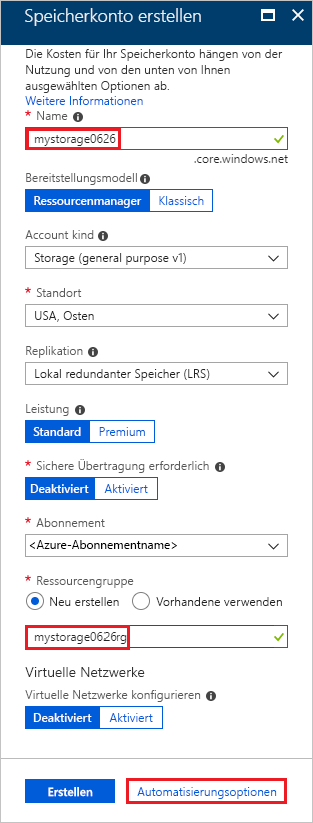 Speicherkonto erstellen
Die Kosten für Ihr Speicherkonto hängen von der
Nutzung und von den unten von Ihnen
ausgewählten Optionen ab.
Weitere Informationen
* Name
mystorage0626
.core.windows.net
Bereitstellungsmodell
Ressourcenmanager Klassisch
Account kind
Storage (general purpose v1)
* Standort
USA, Osten
Replikation
Lokal redundanter Speicher (LRS)
Leistung
Standard Premium
* Sichere Übertragung erforderlich
Deaktiviert Aktiviert
* Abonnement
<Azure-Abonnementname>
* Ressourcengruppe
Neu erstellen Vorhandene verwenden
mystorage0626rg
Virtuelle Netzwerke
Virtuelle Netzwerke konfigurieren
Deaktiviert Aktiviert
Erstellen Automatisierungsoptionen